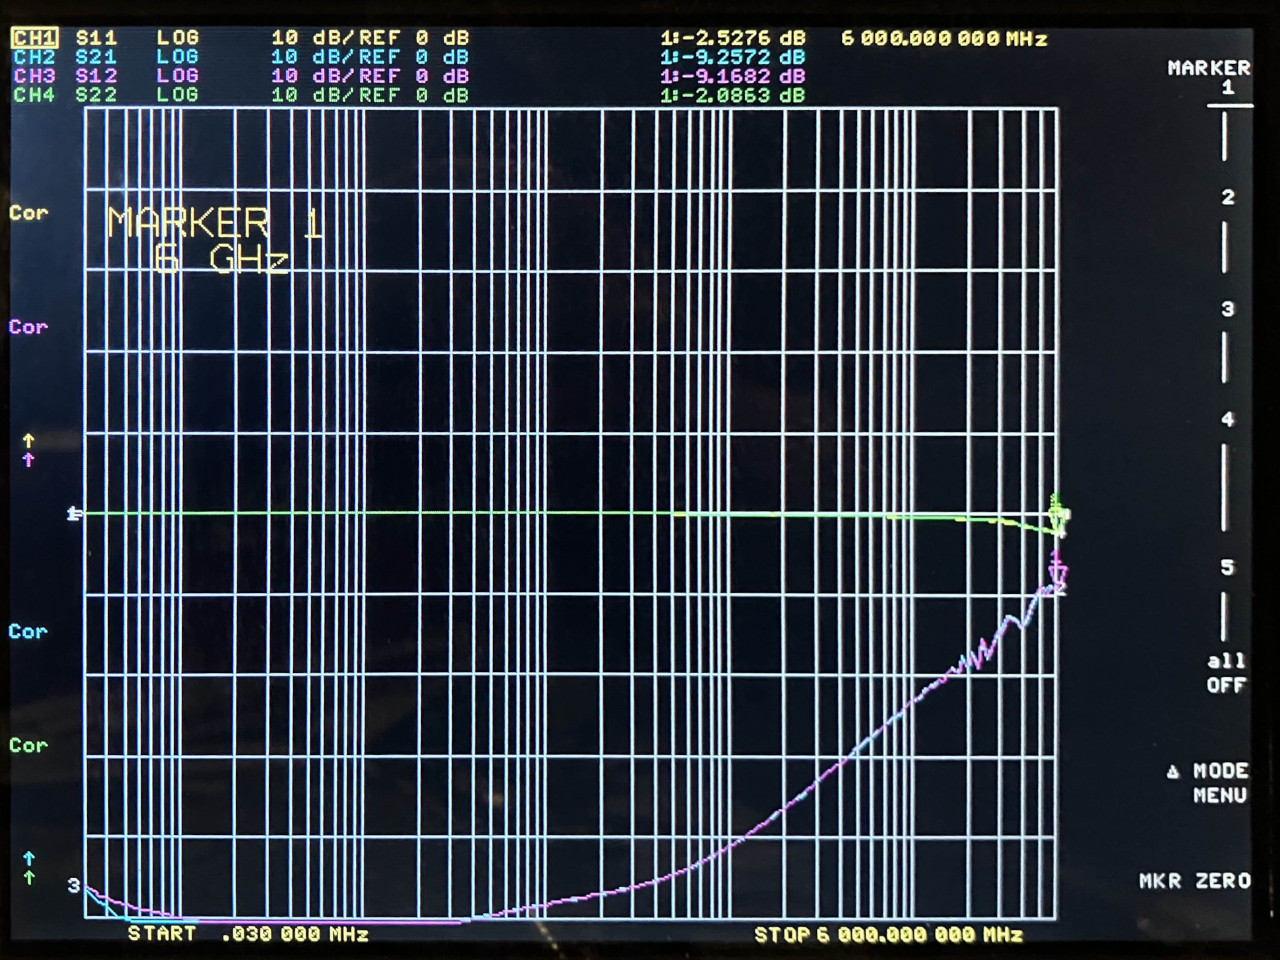 CH1 S11 LOG 10 dB/REF 0 dB 1:-2.5276 dB 6 000.000 000 MHz
CH2 S21 LOG 10 dB/REF 0 dB 1:-9.2572 dB
CH3 S12 LOG 10 dB/REF 0 dB 1:-9.1682 dB
CH4 S22 LOG 10 dB/REF 0 dB 1:-2.0863 dB
MARKER
1
2
3
4
5
all
OFF
Δ MODE
MENU
MKR ZERO
Cor
MARKER 1
6 GHz
Cor
↑
↑
Cor
Cor
↑
↑
3
START .030 000 MHz STOP 6 000.000 000 MHz